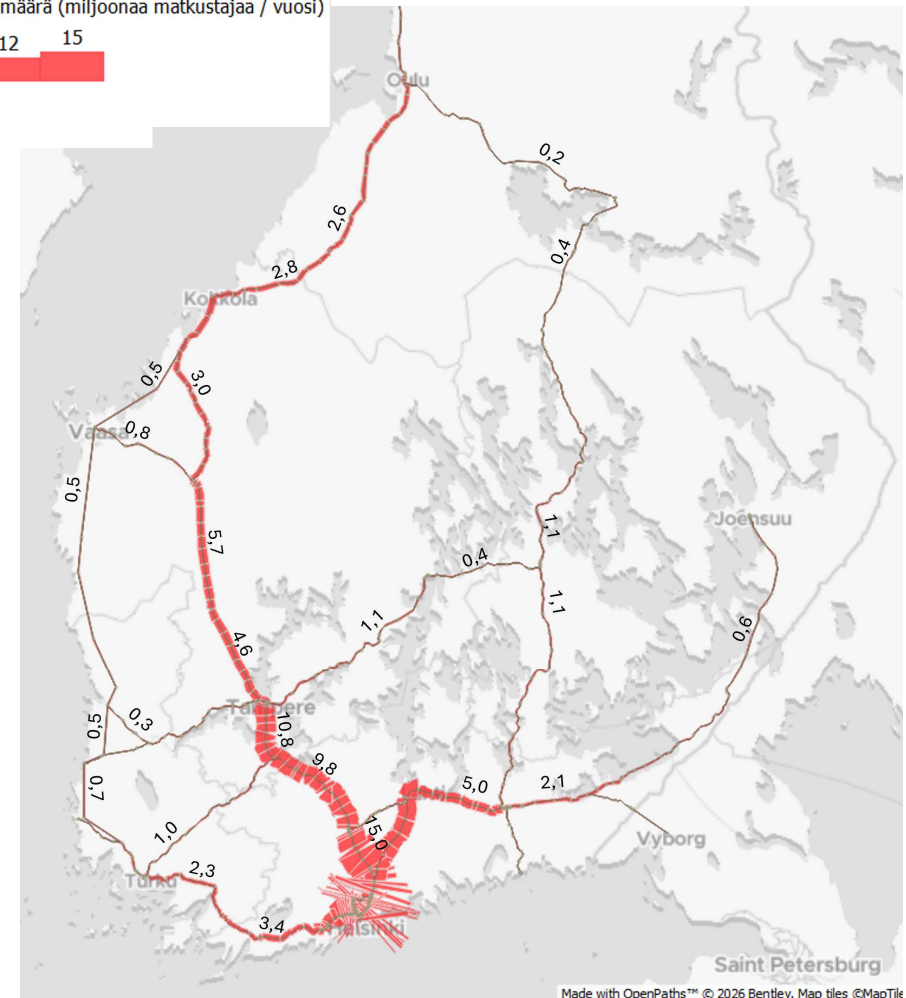 määrä (miljoonaa matkustajaa / vuosi)
12
15
Oulu
0,2
2,6
0,4
2,8
Kokkola
0,5
3,0
0,8
Vaasa
0,5
5,7
1,1
Joensuu
0,4
1,1
1,1
0,6
4,6
Tampere
0,5
0,3
10,8
9,8
5,0
2,1
0,7
15,0
1,0
Vyborg
2,3
Turku
3,4
Helsinki
Saint Petersburg
Made with OpenPaths™ © 2026 Bentley. Map tiles ©MapTile